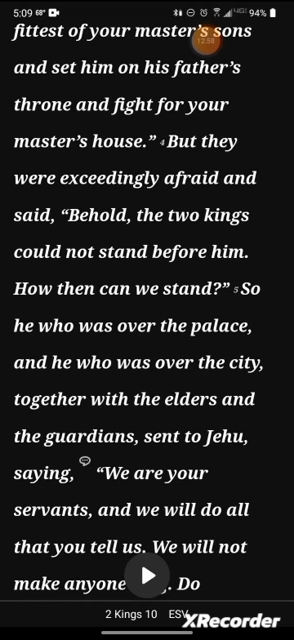 5:09 68° 94%
fittest of your master's sons
12:58
and set him on his father's
throne and fight for your
master's house.” 4 But they
were exceedingly afraid and
said, “Behold, the two kings
could not stand before him.
How then can we stand?” 5 So
he who was over the palace,
and he who was over the city,
together with the elders and
the guardians, sent to Jehu,
saying, “We are your
servants, and we will do all
that you tell us. We will not
make anyone Do
2 Kings 10 ESV
XRecorder